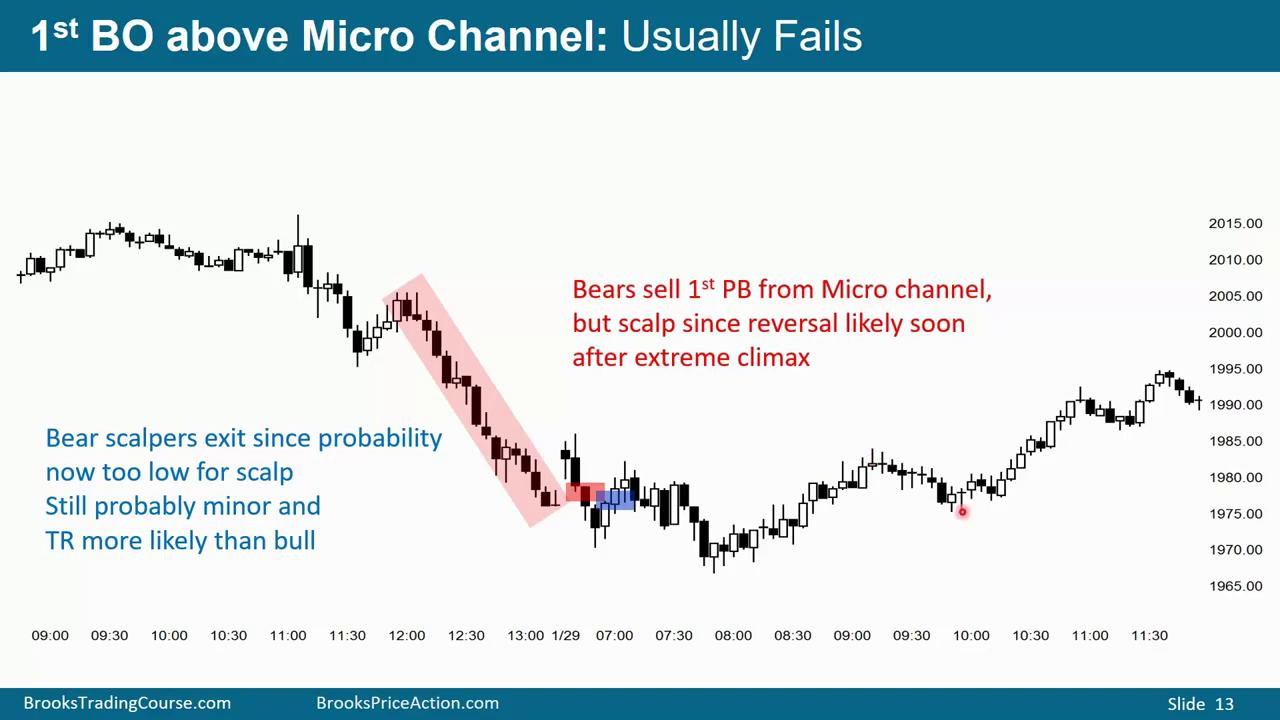 1st BO above Micro Channel: Usually Fails
Bears sell 1st PB from Micro channel,
but scalp since reversal likely soon
after extreme climax
Bear scalpers exit since probability
now too low for scalp
Still probably minor and
TR more likely than bull
2015.00
2010.00
2005.00
2000.00
1995.00
1990.00
1985.00
1980.00
1975.00
1970.00
1965.00
09:00 09:30 10:00 10:30 11:00 11:30 12:00 12:30 13:00 1/29 07:00 07:30 08:00 08:30 09:00 09:30 10:00 10:30 11:00 11:30
BrooksTradingCourse.com BrooksPriceAction.com Slide 13